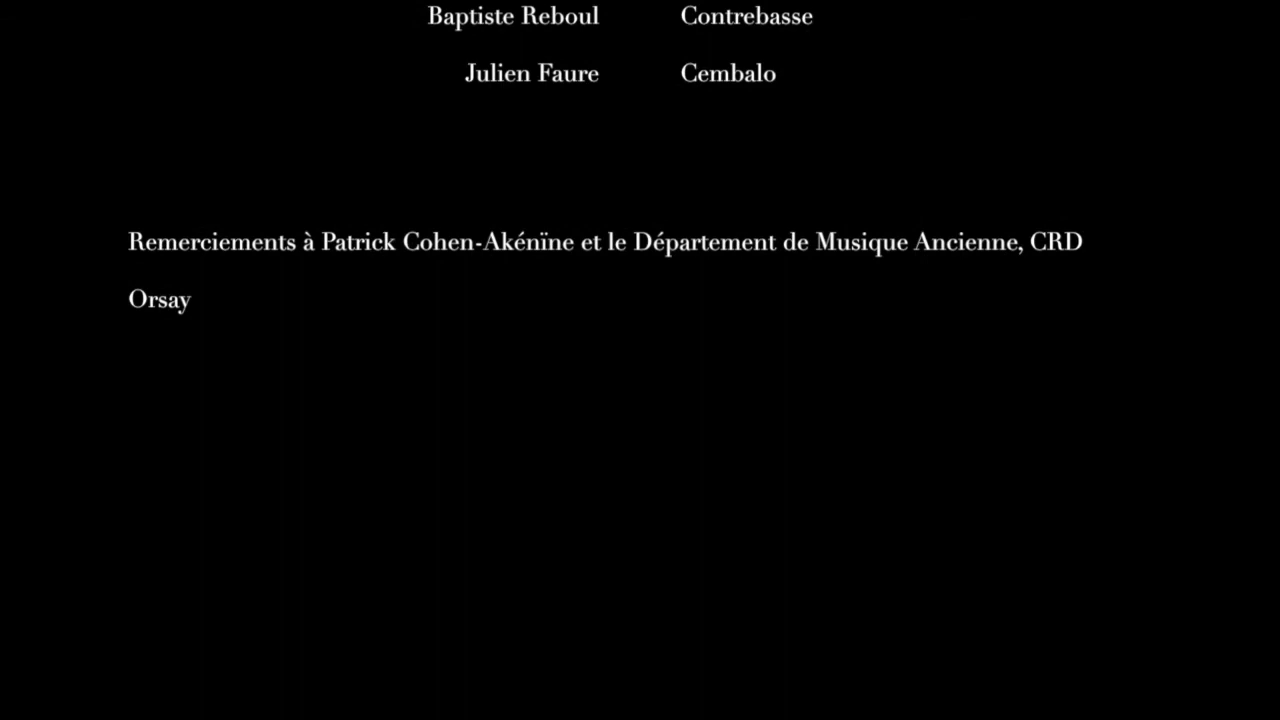 Baptiste Reboul Contrebasse
Julien Faure Cembalo
Remerciements à Patrick Cohen-Akénïne et le Département de Musique Ancienne, CRD
Orsay